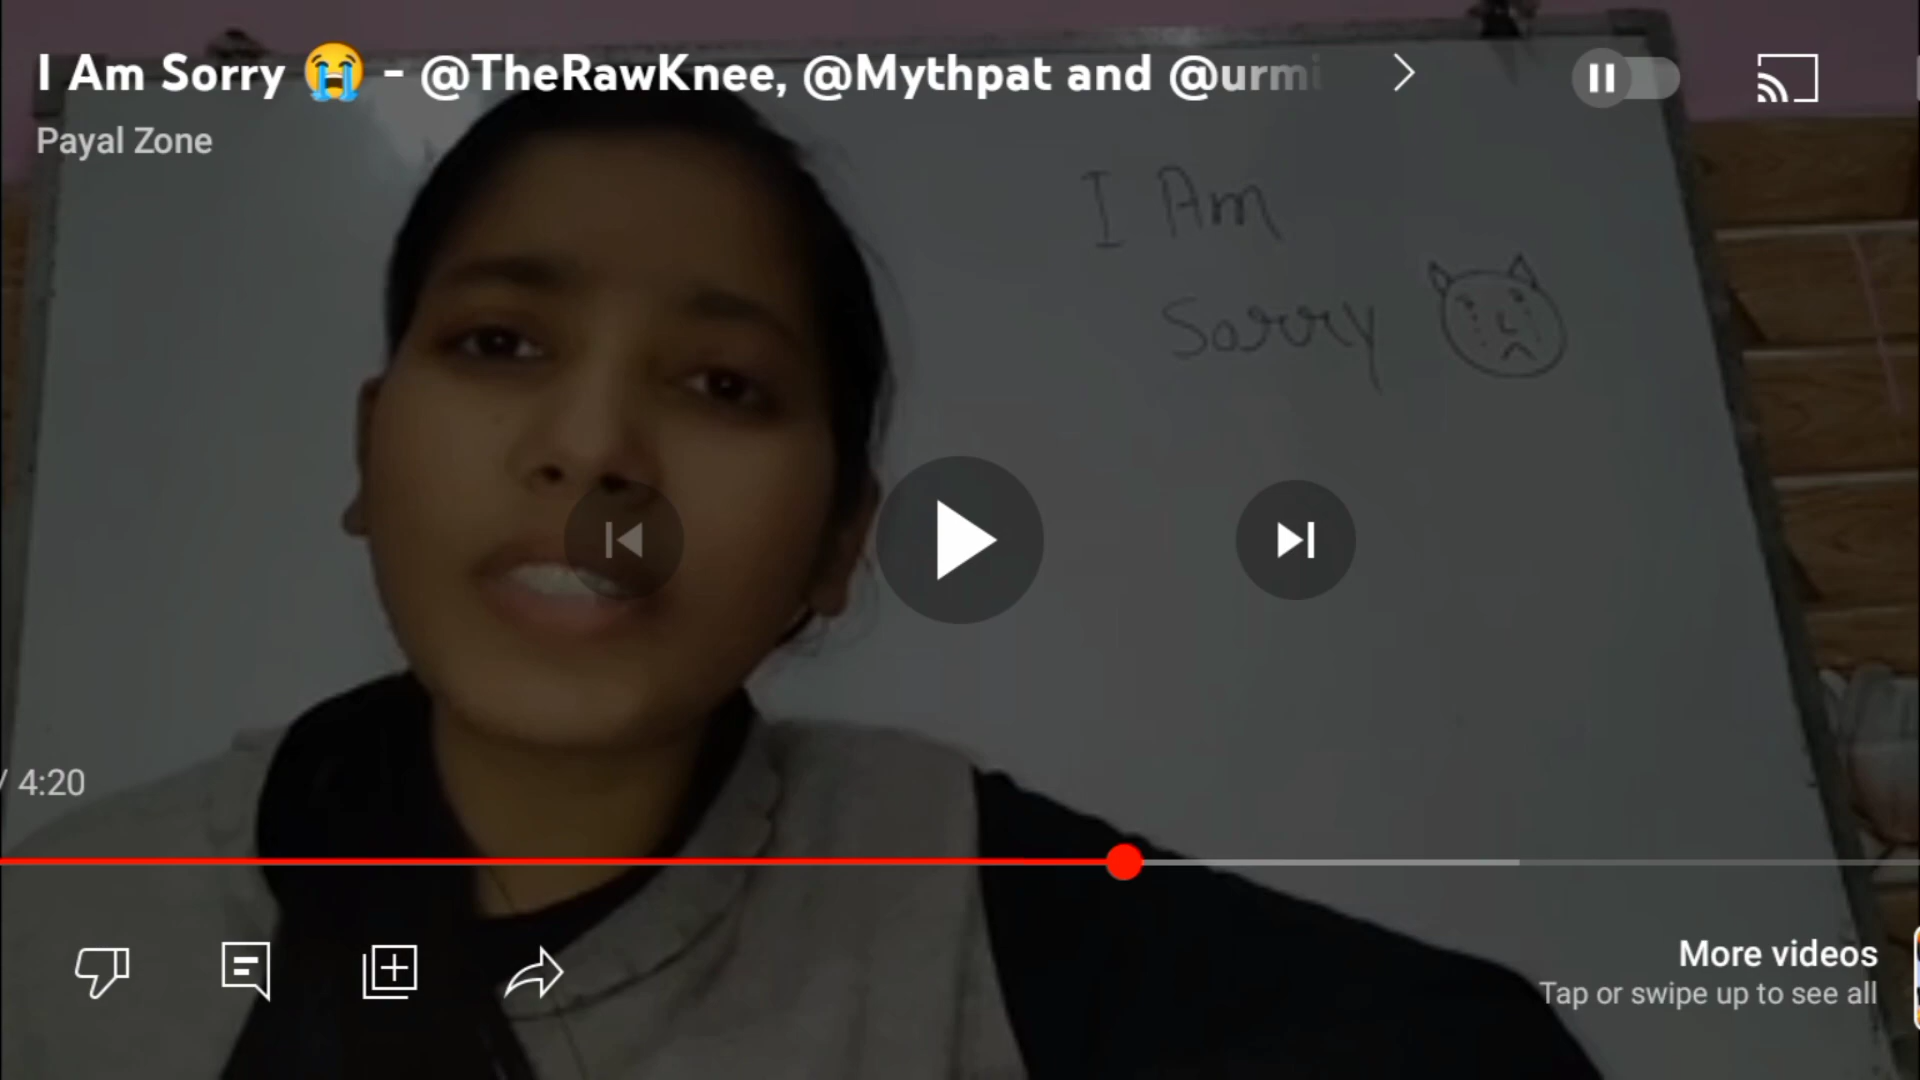 I Am Sorry 😭 - @TheRawKnee, @Mythpat and @urmi
Payal Zone
I Am
Sorry
/ 4:20
More videos
Tap or swipe up to see all